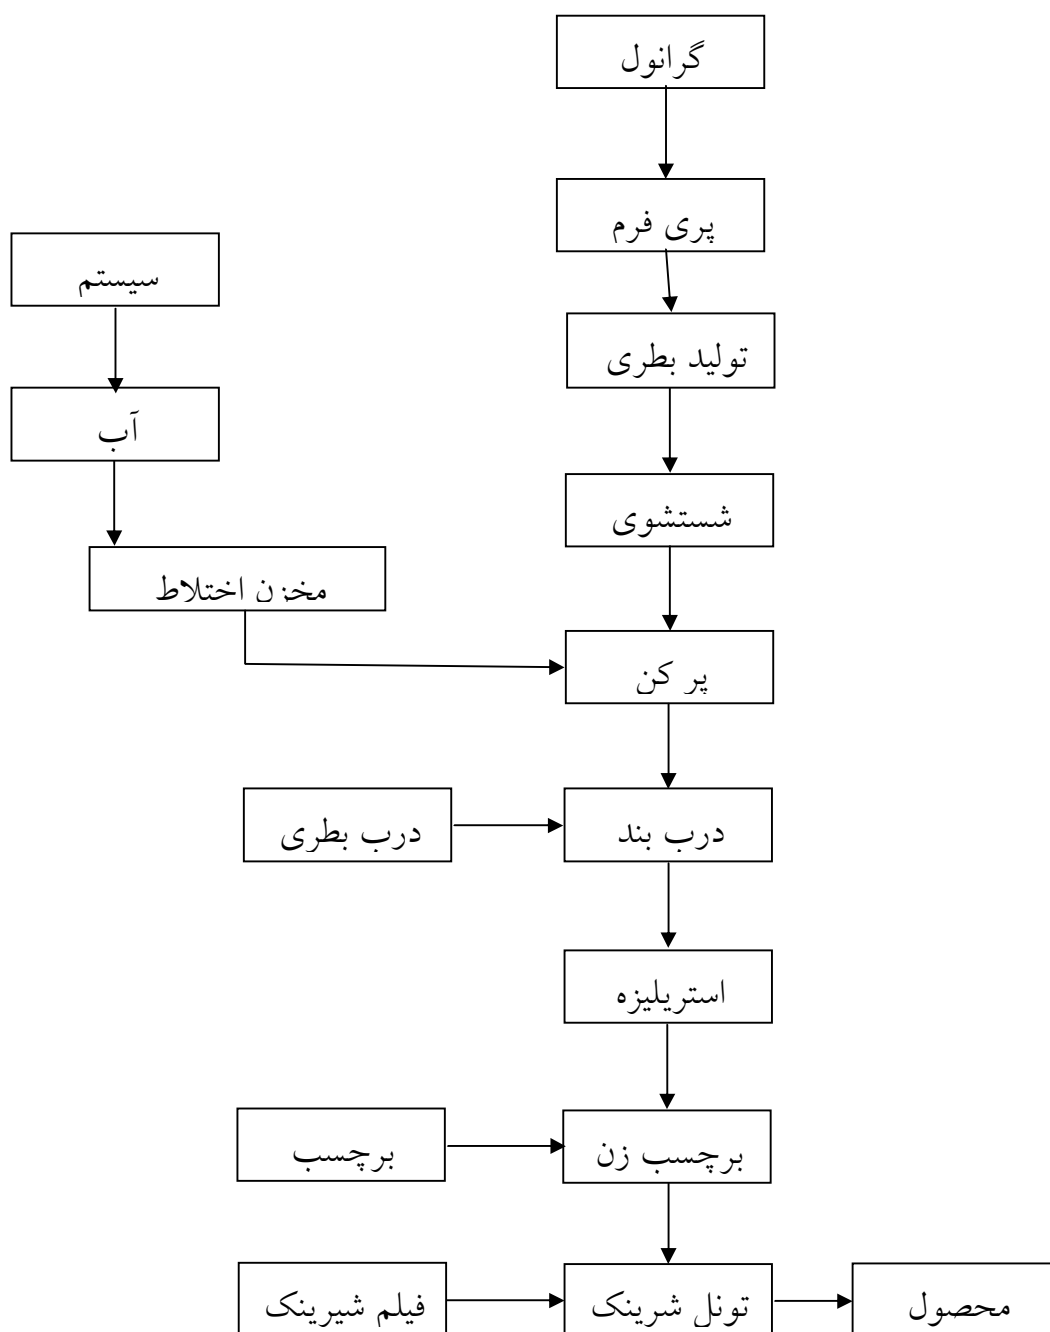 گرانول
پری فرم
سیستم
تولید بطری
آب
شستشوی
مخزن اختلاط
پر کن
درب بطری
درب بند
استریلیزه
برچسب
برچسب زن
فیلم شیرینک
تونل شرینک
محصول